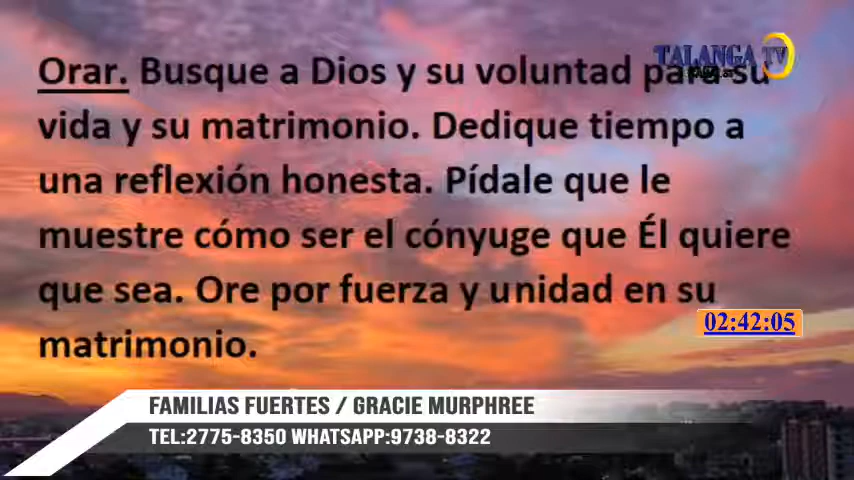 Orar. Busque a Dios y su voluntad para su
vida y su matrimonio. Dedique tiempo a
una reflexión honesta. Pídale que le
muestre cómo ser el cónyuge que Él quiere
que sea. Ore por fuerza y unidad en su
matrimonio.
TALANGA TV
02:42:05
FAMILIAS FUERTES / GRACIE MURPHREE
TEL:2775-8350 WHATSAPP:9738-8322